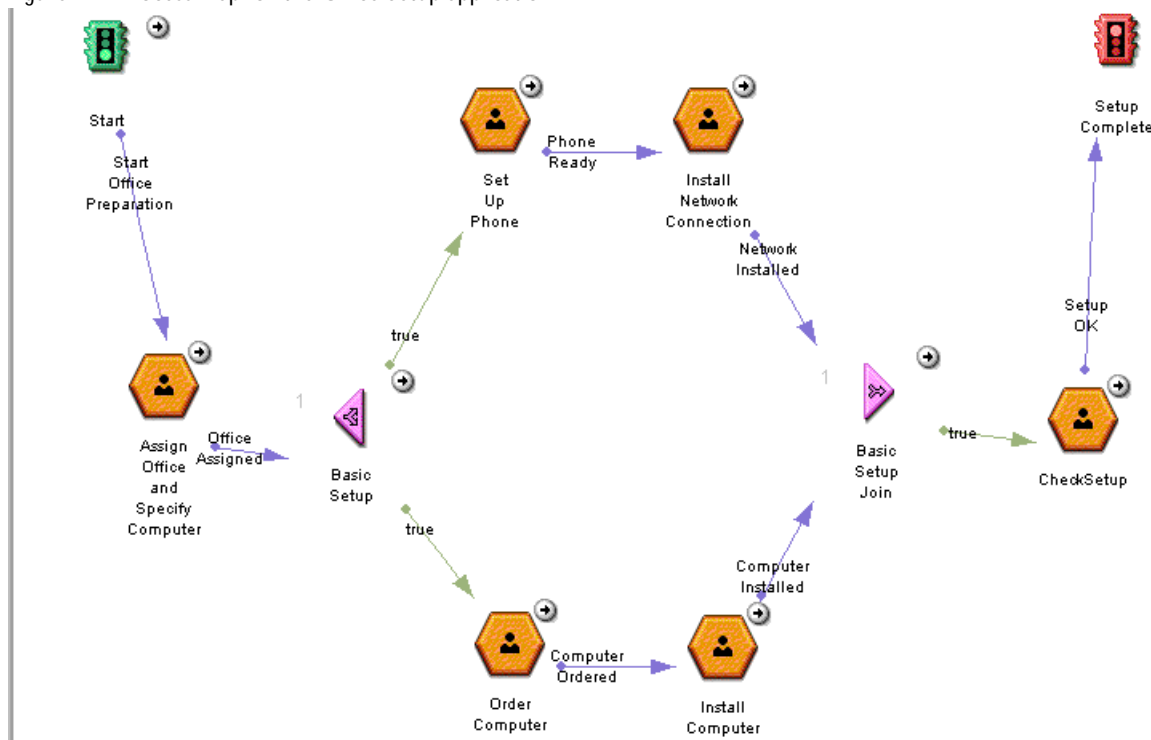 Start
Start
Office
Preparation
Assign
Office
and
Specify
Computer
Office
Assigned
1
Basic
Setup
true
true
Set
Up
Phone
Phone
Ready
Install
Network
Connection
Network
Installed
Order
Computer
Computer
Ordered
Install
Computer
Computer
Installed
1
Basic
Setup
Join
true
CheckSetup
Setup
OK
Setup
Complete